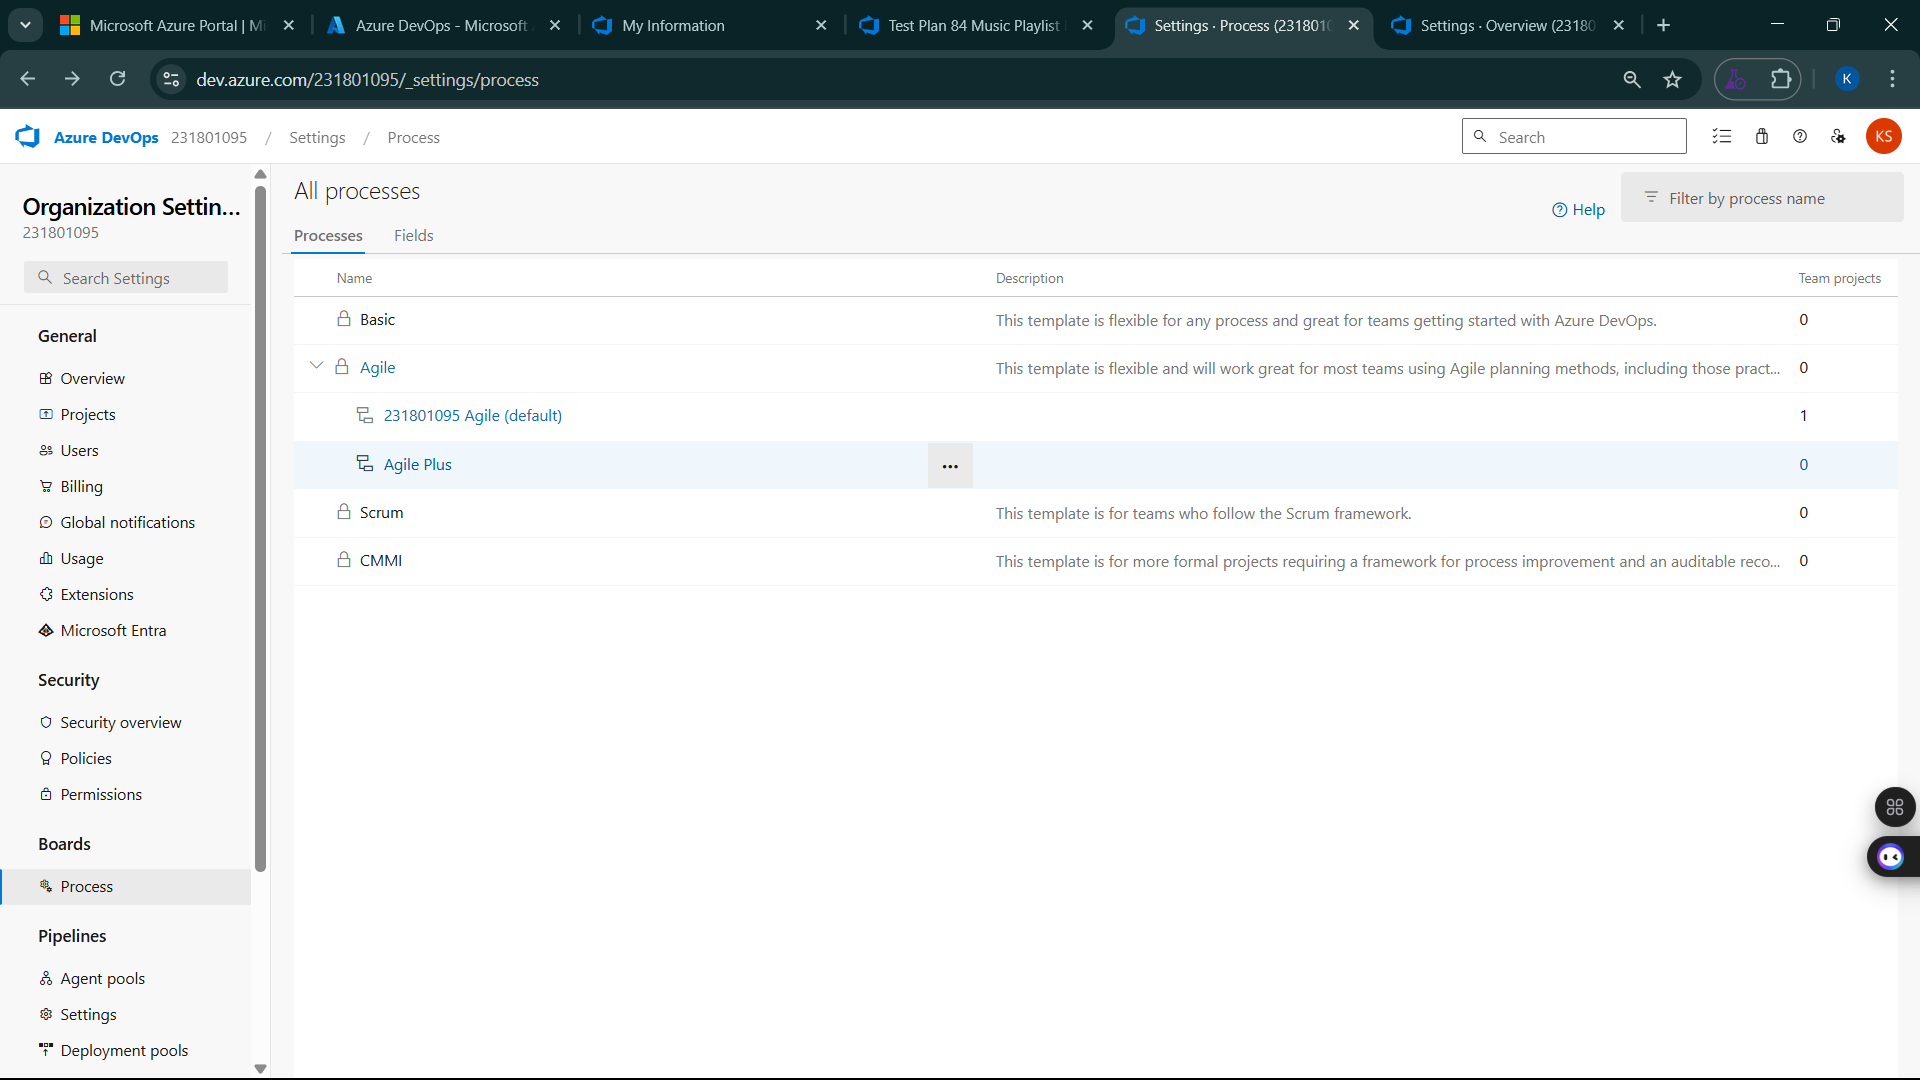 Microsoft Azure Portal | Mi
Azure DevOps - Microsoft A
My Information
Test Plan 84 Music Playlist
Settings · Process (2318010
Settings · Overview (23180
dev.azure.com/231801095/_settings/process
K
Azure DevOps 231801095 / Settings / Process
Search
KS
Organization Settin...
231801095
Search Settings
General
Overview
Projects
Users
Billing
Global notifications
Usage
Extensions
Microsoft Entra
Security
Security overview
Policies
Permissions
Boards
Process
Pipelines
Agent pools
Settings
Deployment pools
All processes
Help
Filter by process name
Processes Fields
Name Description Team projects
Basic This template is flexible for any process and great for teams getting started with Azure DevOps. 0
Agile This template is flexible and will work great for most teams using Agile planning methods, including those pract... 0
231801095 Agile (default) 1
Agile Plus ... 0
Scrum This template is for teams who follow the Scrum framework. 0
CMMI This template is for more formal projects requiring a framework for process improvement and an auditable reco... 0